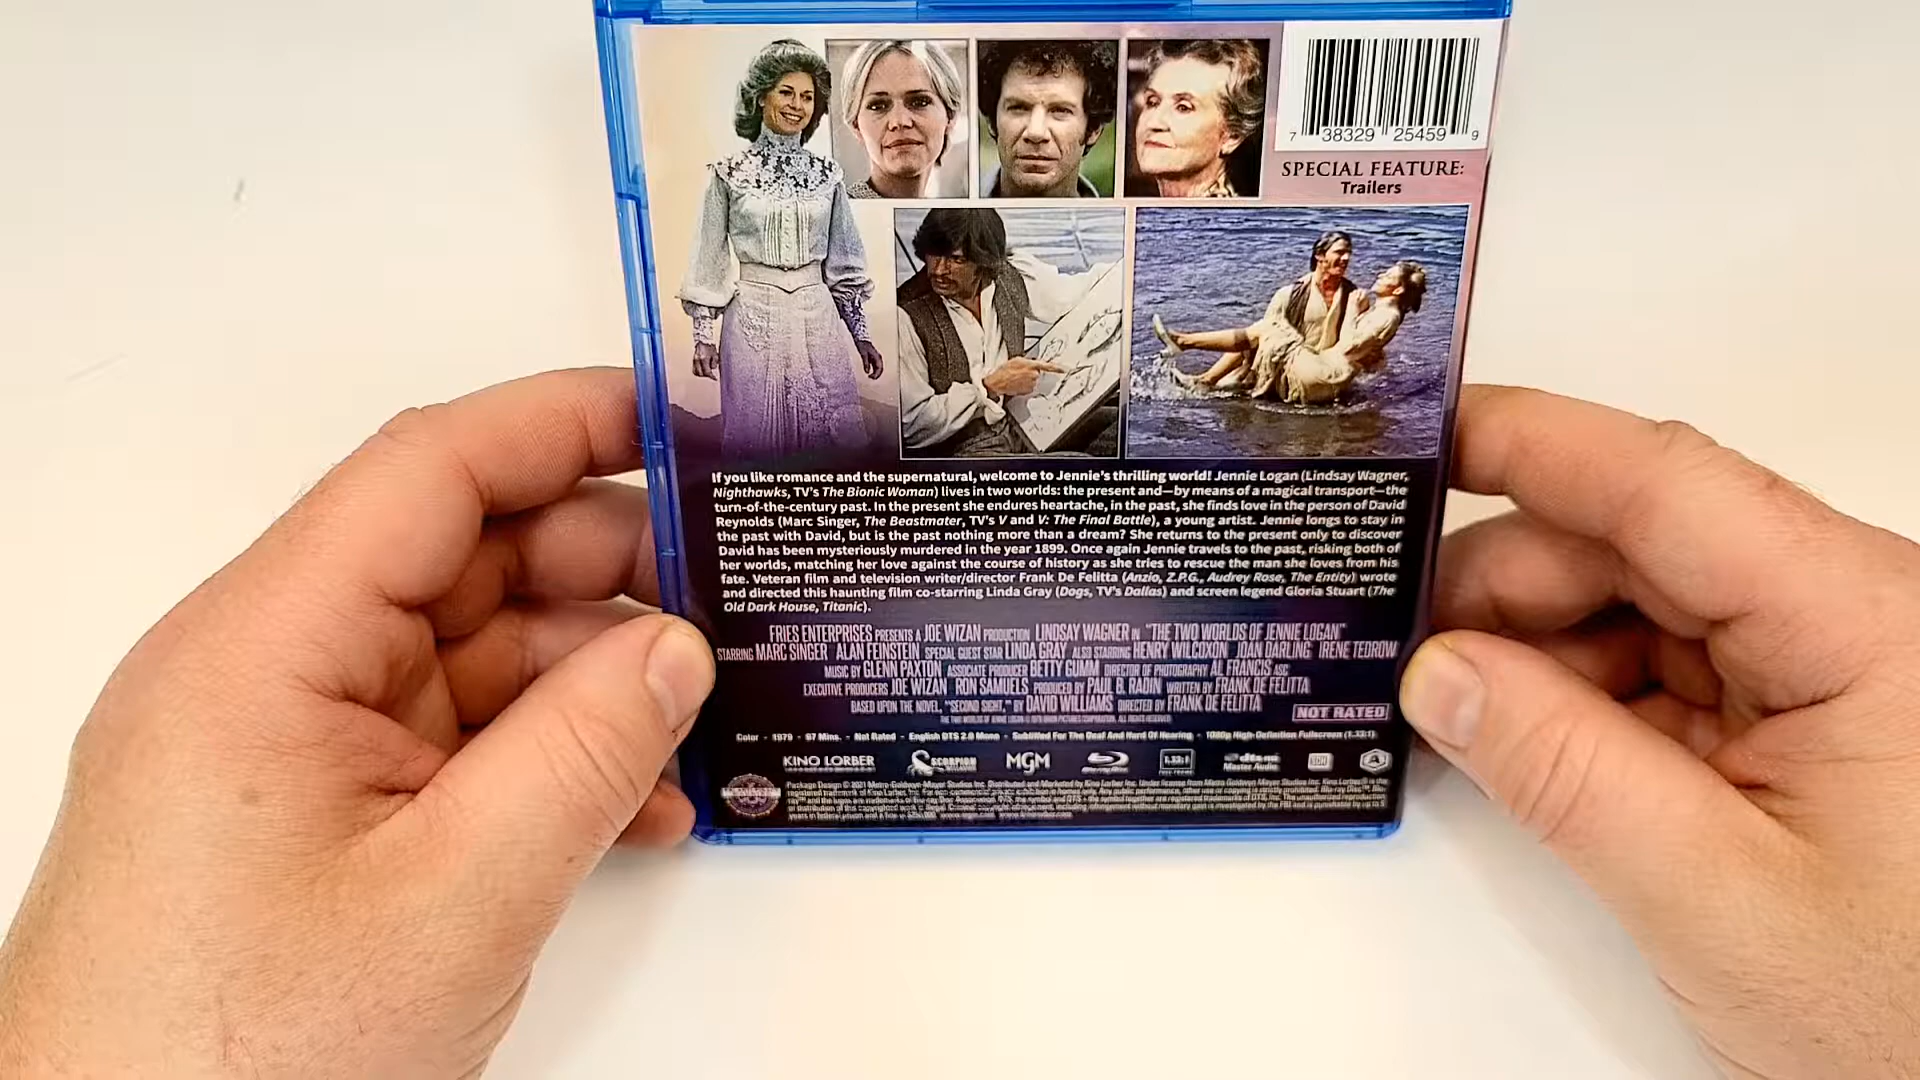 7 38329 25459 9
SPECIAL FEATURE:
Trailers
If you like romance and the supernatural, welcome to Jennie's thrilling world! Jennie Logan (Lindsay Wagner,
Nighthawks, TV's The Bionic Woman) lives in two worlds: the present and—by means of a magical transport—the
turn-of-the-century past. In the present she endures heartache, in the past, she finds love in the person of David
Reynolds (Marc Singer, The Beastmater, TV's V and V: The Final Battle), a young artist. Jennie longs to stay in
the past with David, but is the past nothing more than a dream? She returns to the present only to discover
David has been mysteriously murdered in the year 1899. Once again Jennie travels to the past, risking both of
her worlds, matching her love against the course of history as she tries to rescue the man she loves from his
fate. Veteran film and television writer/director Frank De Felitta (Anzio, Z.P.G., Audrey Rose, The Entity) wrote
and directed this haunting film co-starring Linda Gray (Dogs, TV's Dallas) and screen legend Gloria Stuart (The
Old Dark House, Titanic).
FRIES ENTERPRISES PRESENTS A JOE WIZAN PRODUCTION LINDSAY WAGNER IN "THE TWO WORLDS OF JENNIE LOGAN"
STARRING MARC SINGER ALAN FEINSTEIN SPECIAL GUEST STAR LINDA GRAY ALSO STARRING HENRY WILCOXON JOAN DARLING IRENE TEDROW
MUSIC BY GLENN PAXTON ASSOCIATE PRODUCER BETTY GUMM DIRECTOR OF PHOTOGRAPHY AL FRANCIS ASC
EXECUTIVE PRODUCERS JOE WIZAN RON SAMUELS PRODUCED BY PAUL B. RADIN WRITTEN BY FRANK DE FELITTA
BASED UPON THE NOVEL, "SECOND SIGHT," BY DAVID WILLIAMS DIRECTED BY FRANK DE FELITTA
NOT RATED
Color - 1979 - 97 Mins. - Not Rated - English DTS 2.0 Mono - Subtitled For The Deaf And Hard Of Hearing - 1080p High-Definition Fullscreen (1.33:1)
KINO LORBER SCORPION MGM Blu-ray Disc 1.33:1 dts-HD Master Audio A